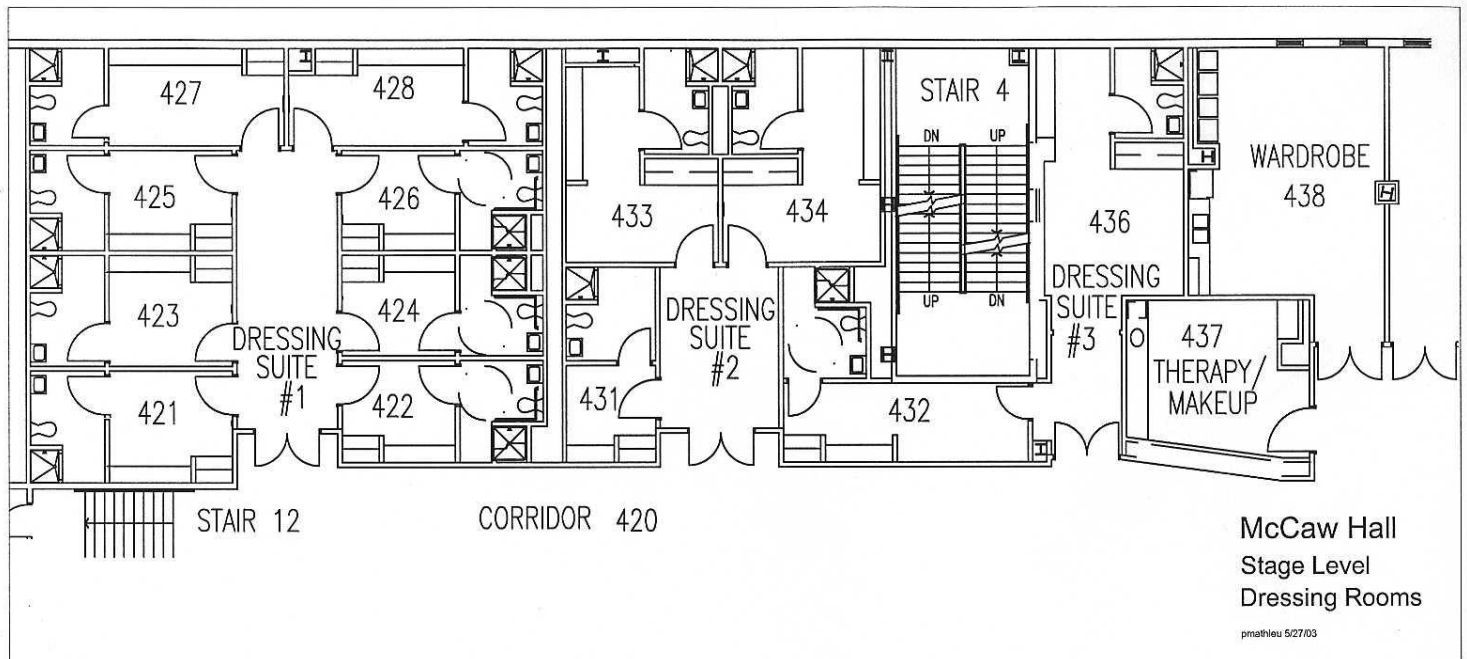 427
428
STAIR 4
DN
UP
WARDROBE
438
425
426
433
434
436
UP
DN
423
424
DRESSING
SUITE
#1
DRESSING
SUITE
#2
DRESSING
SUITE
#3
437
THERAPY/
MAKEUP
421
422
431
432
STAIR 12
CORRIDOR 420
McCaw Hall
Stage Level
Dressing Rooms
pmathieu 5/27/03